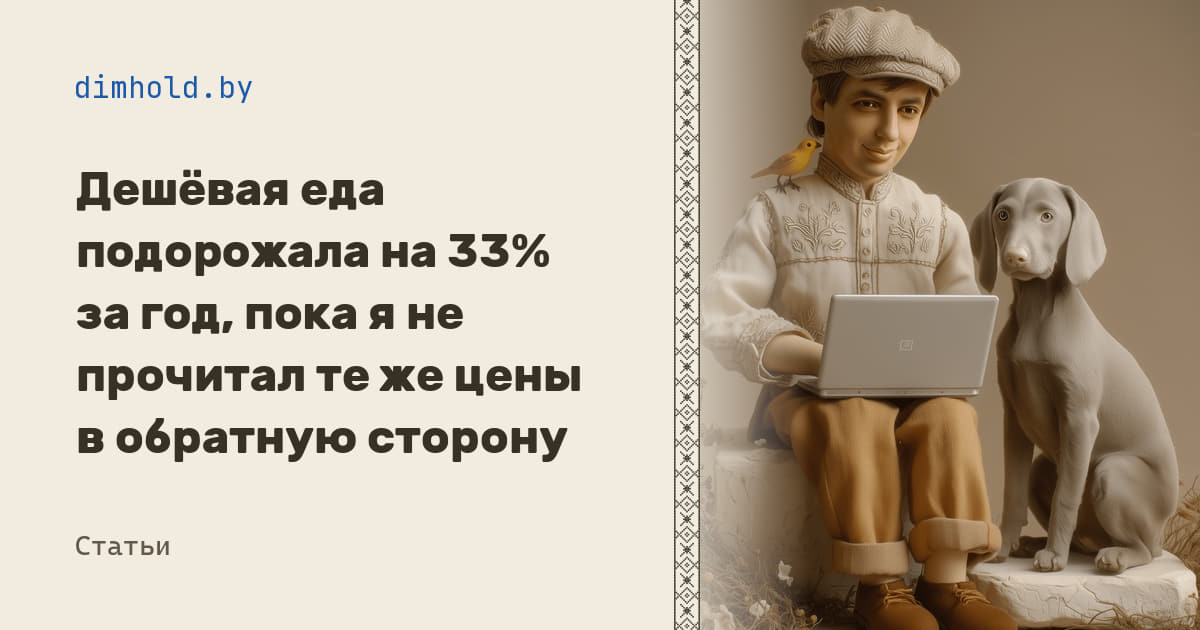 dimhold.by
Дешёвая еда
подорожала на 33%
за год, пока я не
прочитал те же цены
в обратную сторону
Статьи